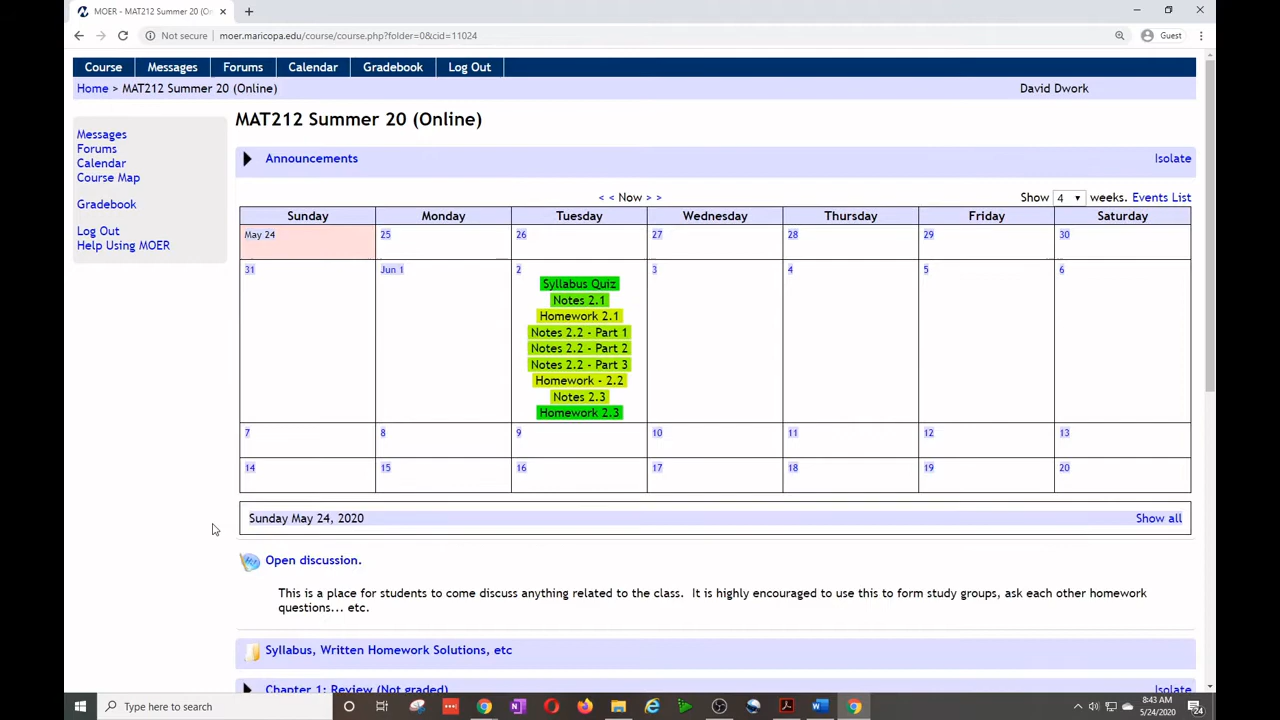 MOER - MAT212 Summer 20 (On
Not secure | moer.maricopa.edu/course/course.php?folder=0&cid=11024
Guest
Course Messages Forums Calendar Gradebook Log Out
Home > MAT212 Summer 20 (Online)
David Dwork
Messages
Forums
Calendar
Course Map
Gradebook
Log Out
Help Using MOER
MAT212 Summer 20 (Online)
Announcements
Isolate
< < Now > >
Show 4 weeks. Events List
Sunday Monday Tuesday Wednesday Thursday Friday Saturday
May 24 25 26 27 28 29 30
31 Jun 1 2 3 4 5 6
Syllabus Quiz
Notes 2.1
Homework 2.1
Notes 2.2 - Part 1
Notes 2.2 - Part 2
Notes 2.2 - Part 3
Homework - 2.2
Notes 2.3
Homework 2.3
7 8 9 10 11 12 13
14 15 16 17 18 19 20
Sunday May 24, 2020
Show all
Open discussion.
This is a place for students to come discuss anything related to the class. It is highly encouraged to use this to form study groups, ask each other homework
questions... etc.
Syllabus, Written Homework Solutions, etc
Chapter 1: Review (Not graded)
Isolate
Type here to search
8:43 AM
5/24/2020
24